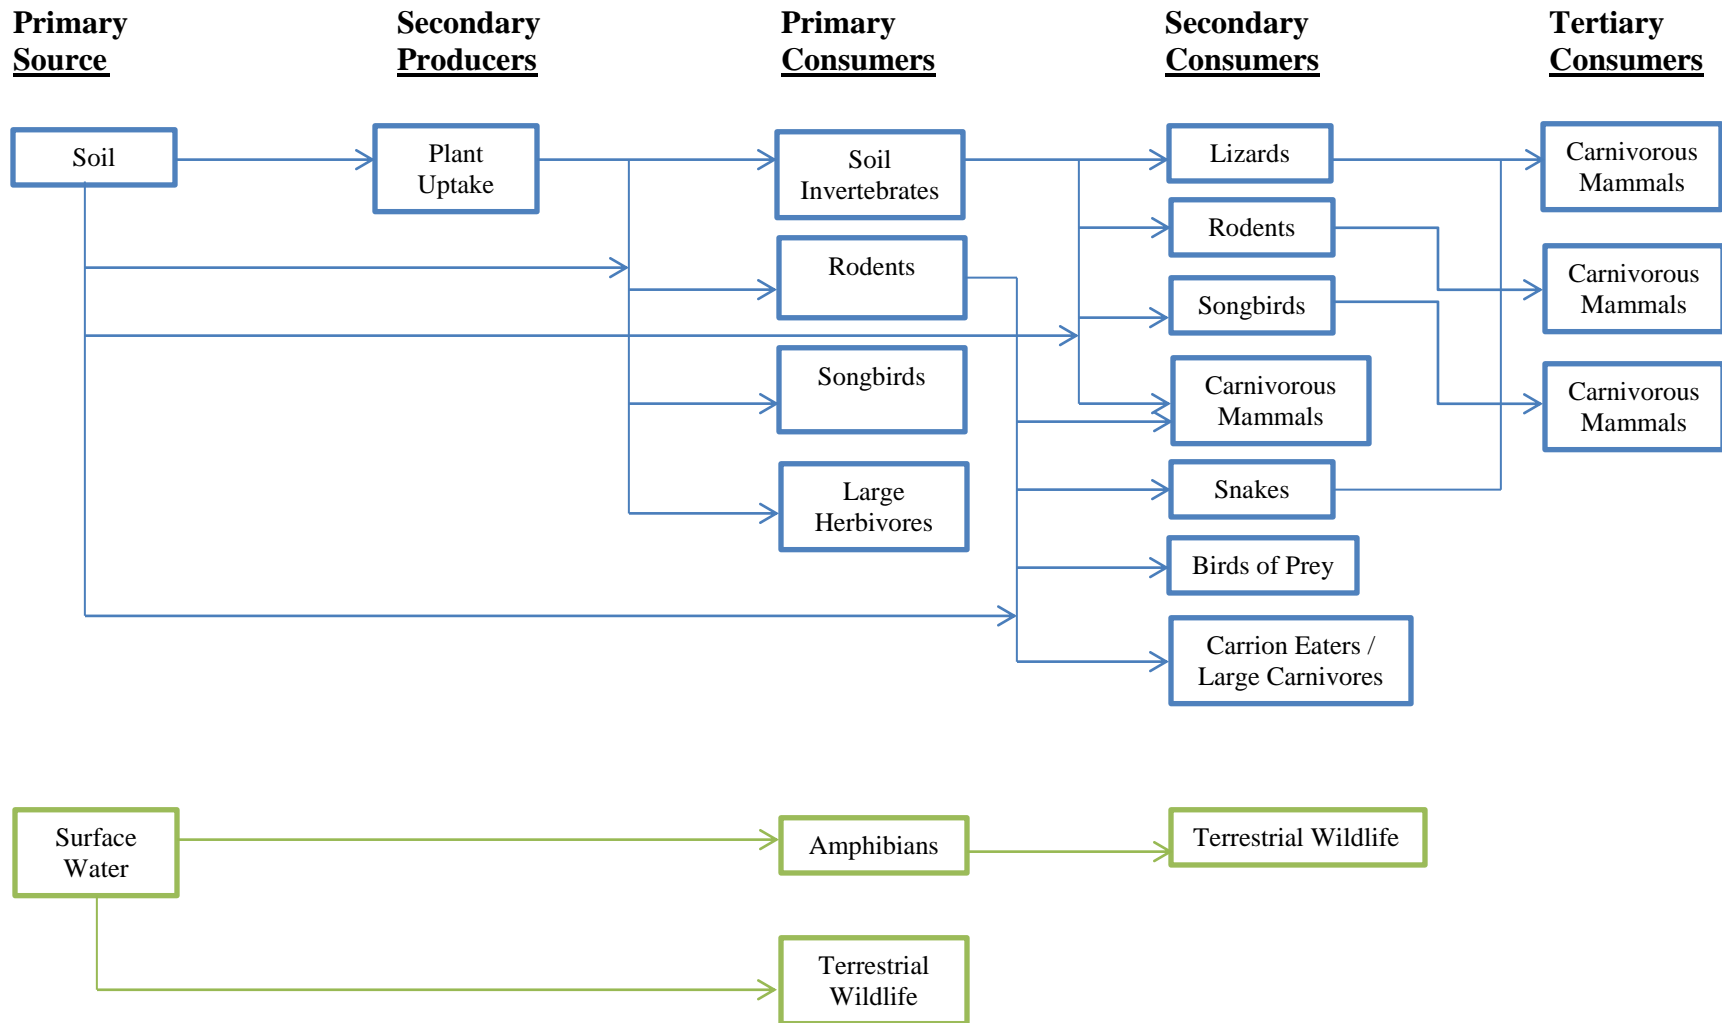 Primary
Source
Secondary
Producers
Primary
Consumers
Secondary
Consumers
Tertiary
Consumers
Soil
Plant
Uptake
Soil
Invertebrates
Rodents
Songbirds
Large
Herbivores
Lizards
Rodents
Songbirds
Carnivorous
Mammals
Snakes
Birds of Prey
Carrion Eaters /
Large Carnivores
Carnivorous
Mammals
Carnivorous
Mammals
Carnivorous
Mammals
Surface
Water
Amphibians
Terrestrial Wildlife
Terrestrial
Wildlife